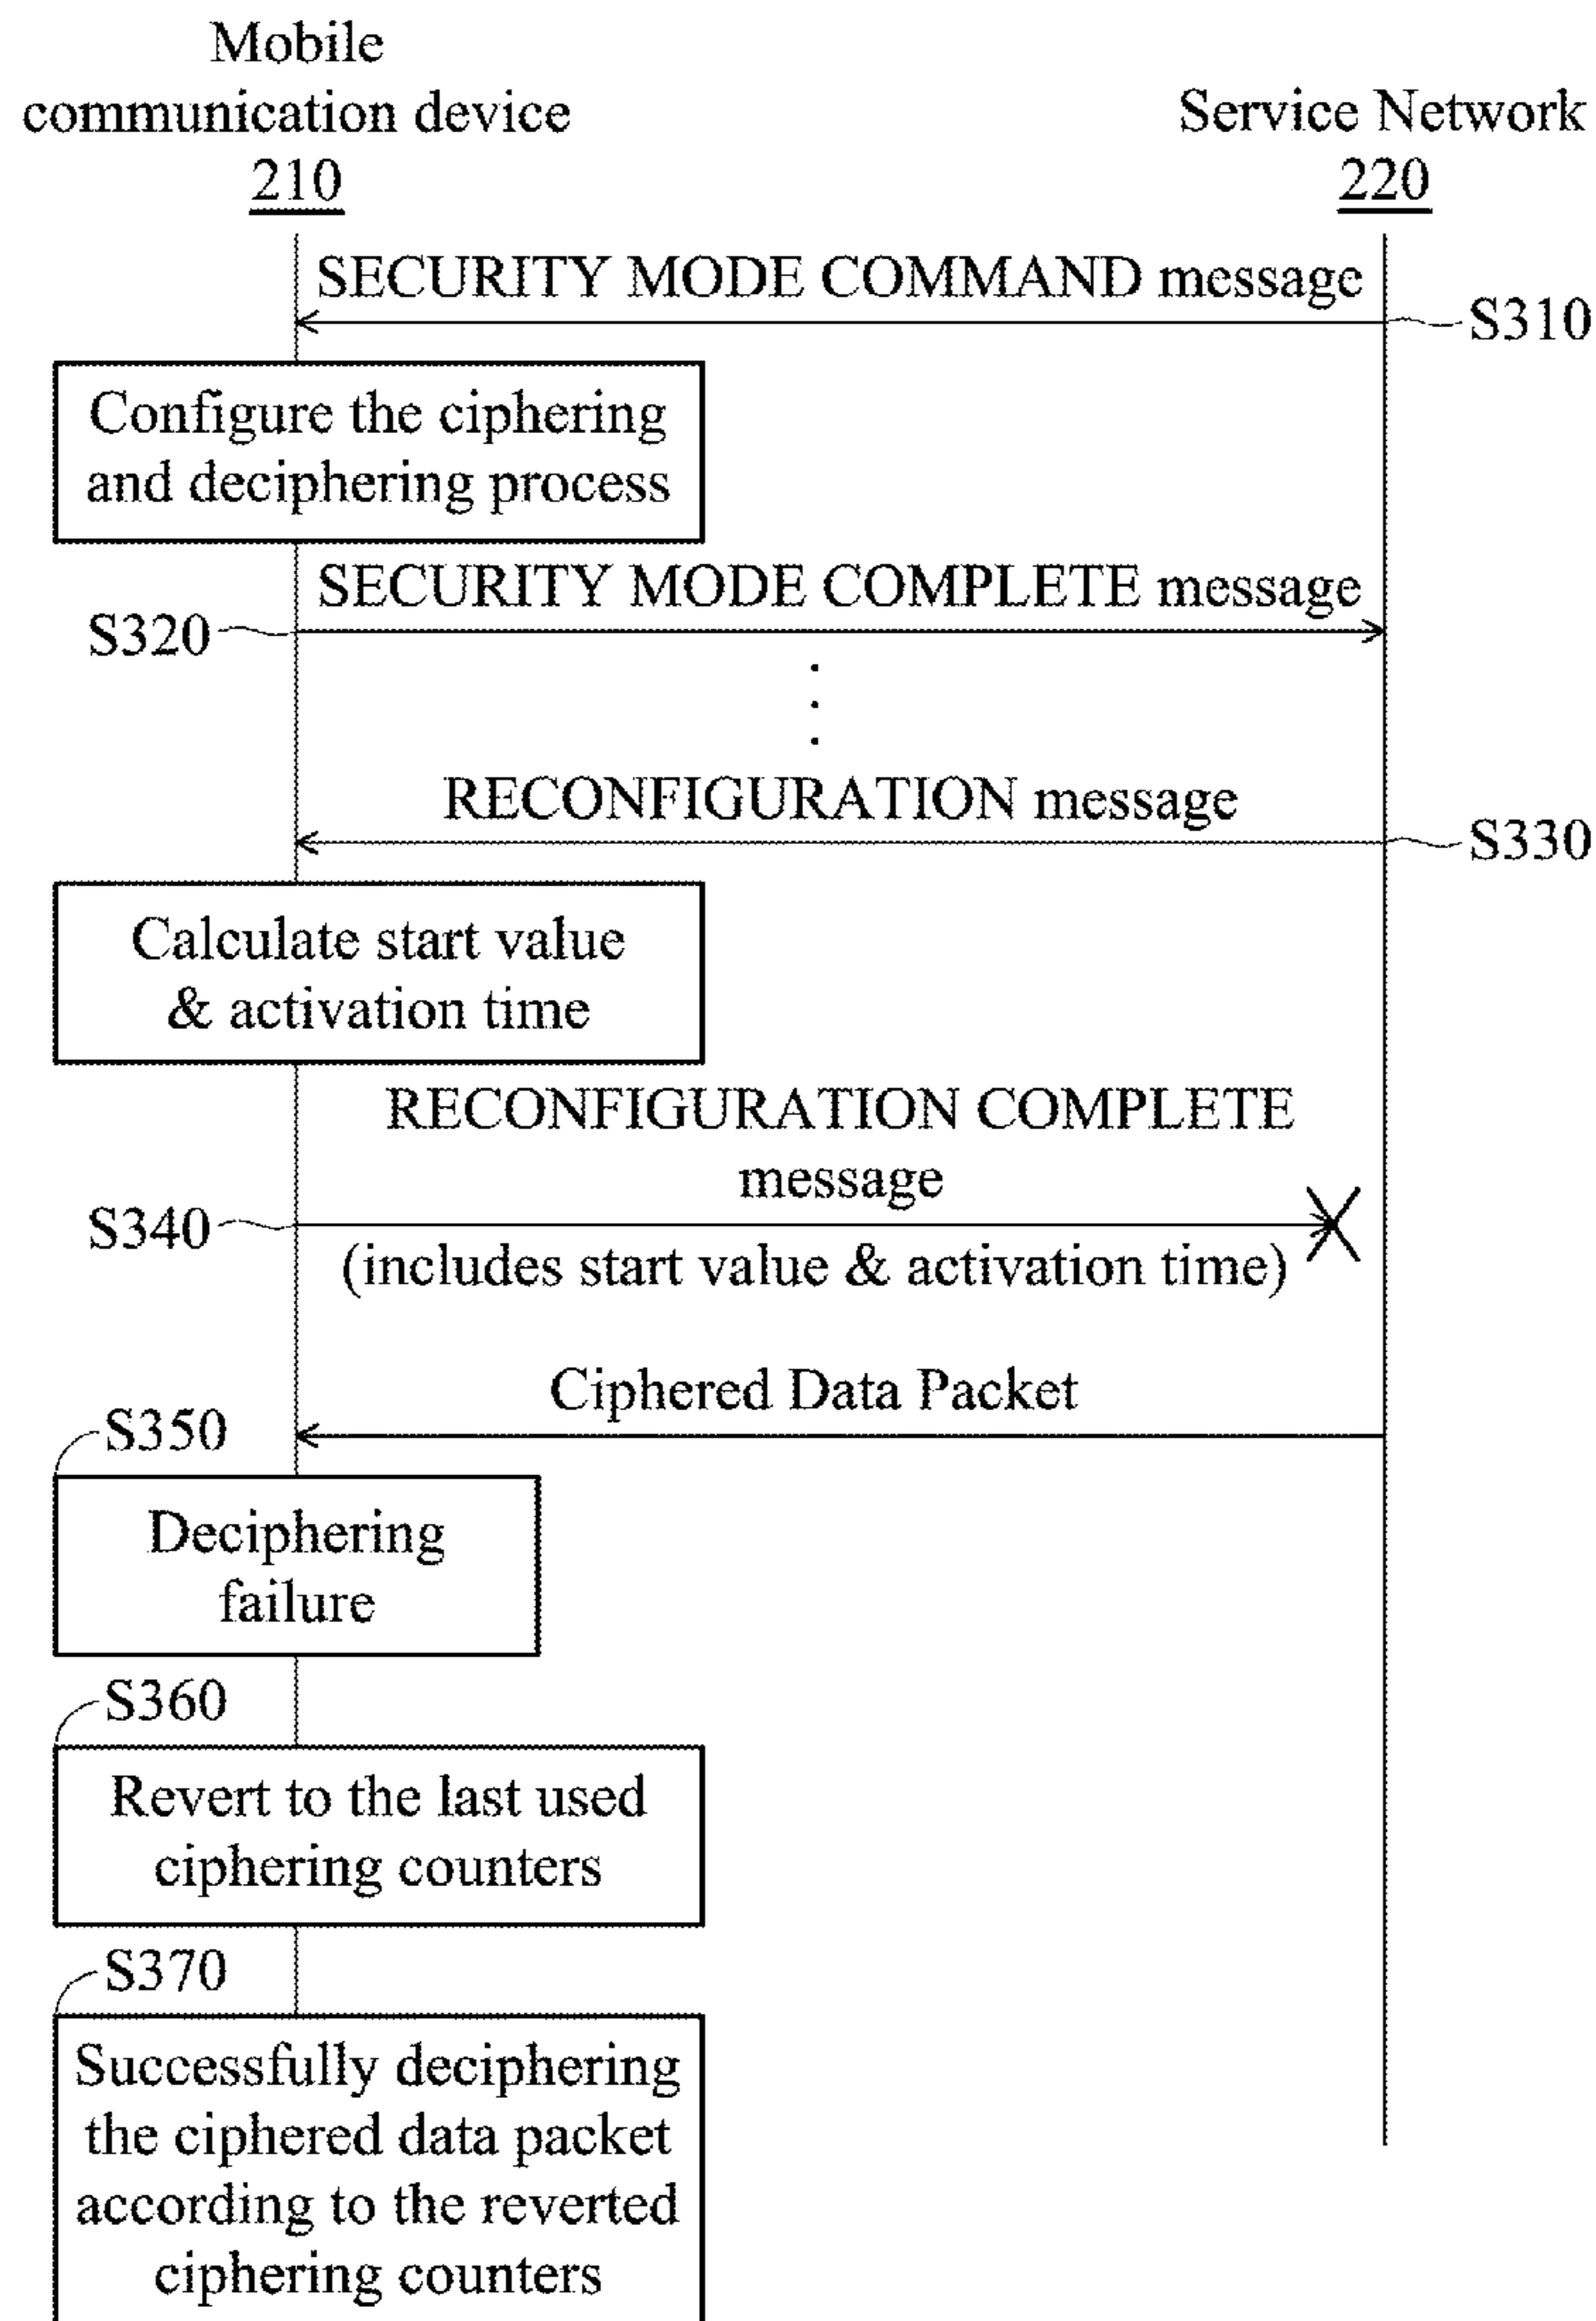 Mobile
communication device
210
Service Network
220
SECURITY MODE COMMAND message
S310
Configure the ciphering
and deciphering process
SECURITY MODE COMPLETE message
S320
RECONFIGURATION message
S330
Calculate start value
& activation time
RECONFIGURATION COMPLETE
message
S340
(includes start value & activation time)
Ciphered Data Packet
S350
Deciphering
failure
S360
Revert to the last used
ciphering counters
S370
Successfully deciphering
the ciphered data packet
according to the reverted
ciphering counters